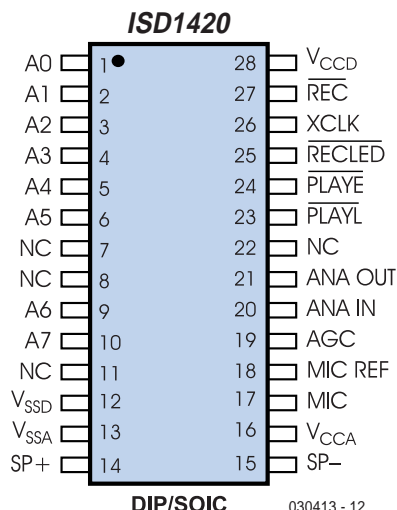 ISD1420
A0 1 28 VCCD
A1 2 27 REC
A2 3 26 XCLK
A3 4 25 RECLED
A4 5 24 PLAYE
A5 6 23 PLAYL
NC 7 22 NC
NC 8 21 ANA OUT
A6 9 20 ANA IN
A7 10 19 AGC
NC 11 18 MIC REF
VSSD 12 17 MIC
VSSA 13 16 VCCA
SP+ 14 15 SP–
DIP/SOIC 030413 - 12